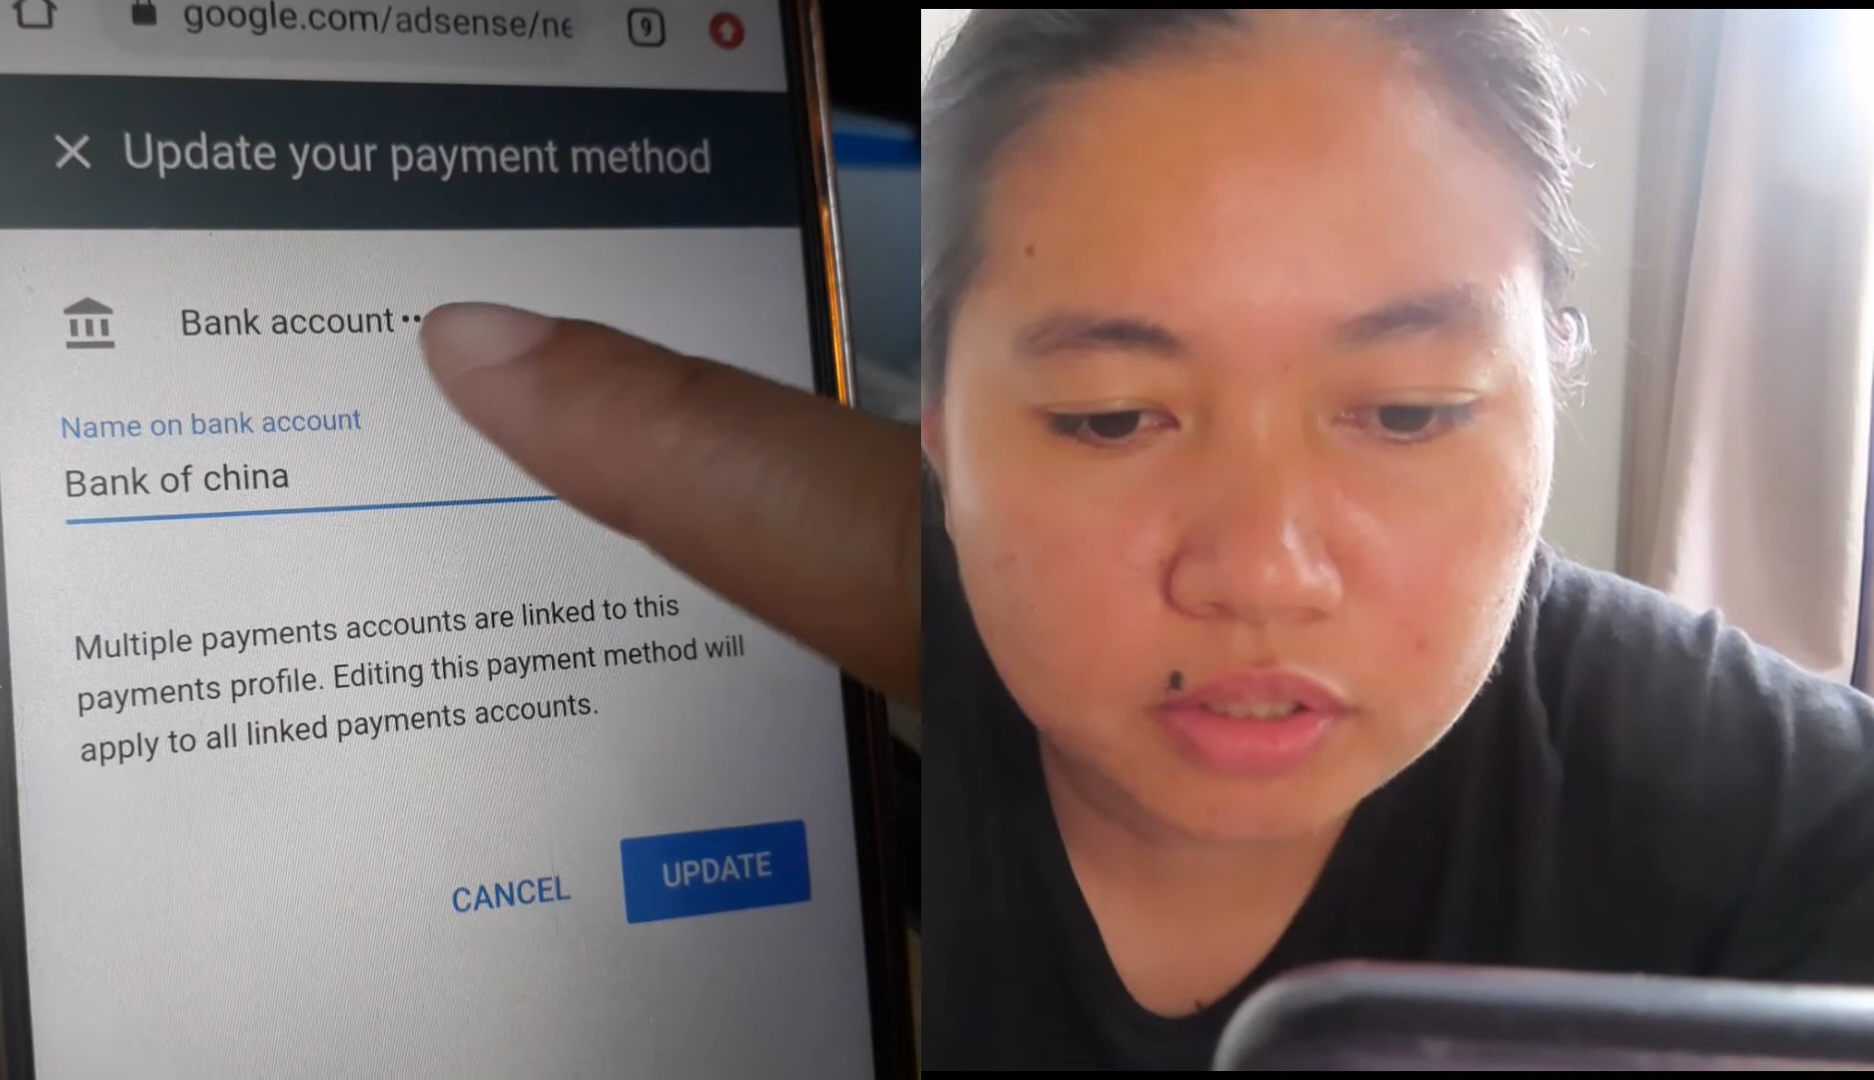 google.com/adsense/ne
9
Update your payment method
Bank account ••
Name on bank account
Bank of china
Multiple payments accounts are linked to this
payments profile. Editing this payment method will
apply to all linked payments accounts.
CANCEL
UPDATE